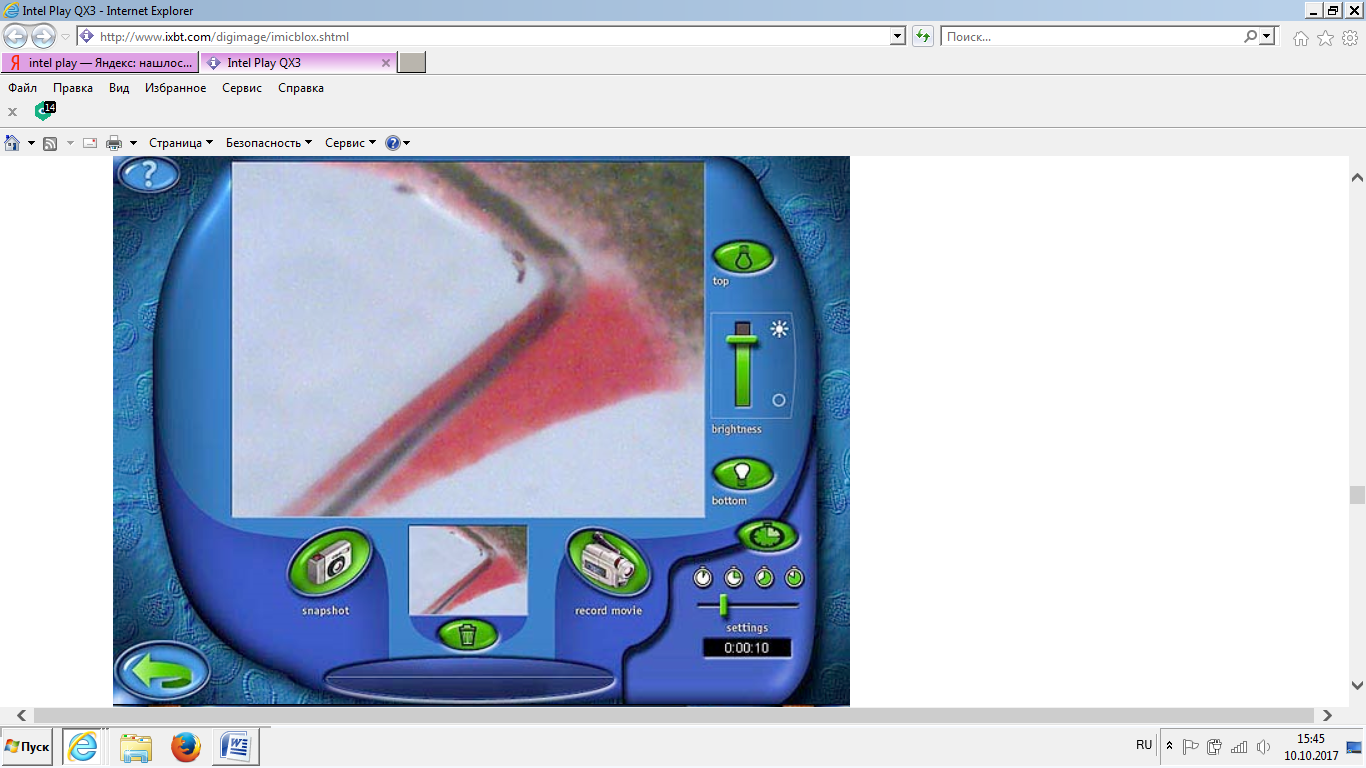 Intel Play QX3 - Internet Explorer
http://www.ixbt.com/digimage/imicblox.shtml
Поиск...
intel play — Яндекс: нашлос...
Intel Play QX3
Файл Правка Вид Избранное Сервис Справка
x 14
Страница Безопасность Сервис
top
brightness
bottom
snapshot
record movie
settings
0:00:10
Пуск
RU
15:45
10.10.2017